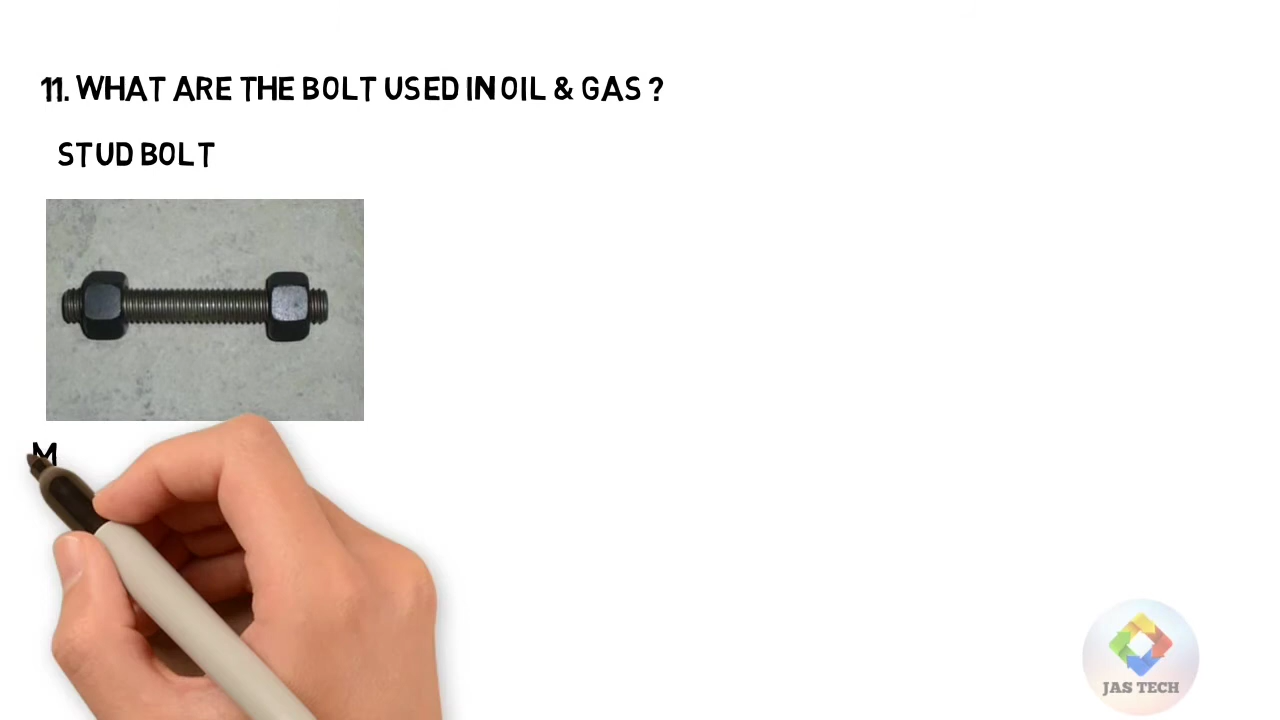 11. WHAT ARE THE BOLT USED IN OIL & GAS ?
STUD BOLT
M
JAS TECH